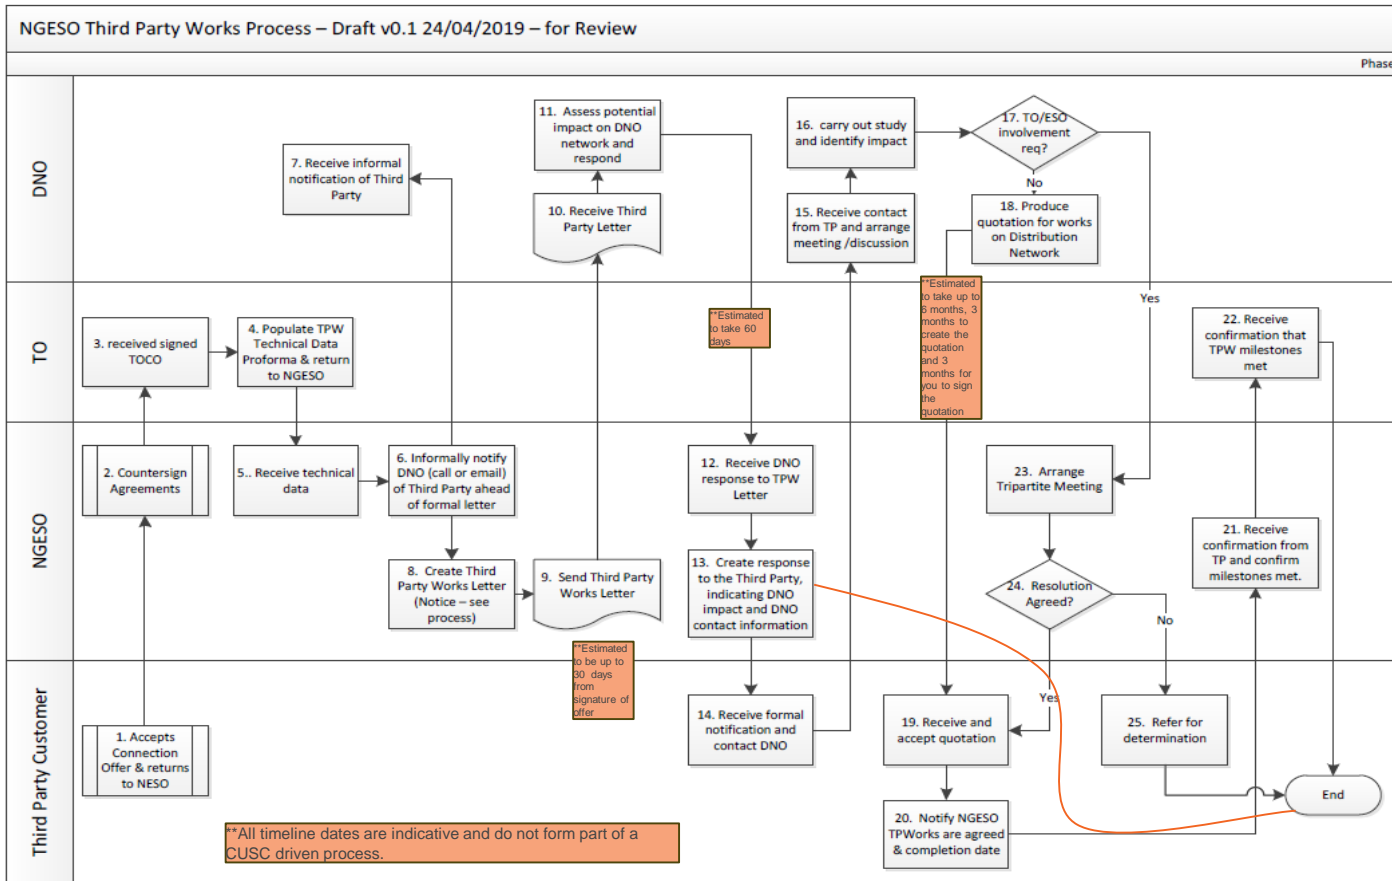 NGESO Third Party Works Process – Draft v0.1 24/04/2019 – for Review
Phase
DNO
7. Receive informal
notification of Third
Party
11. Assess potential
impact on DNO
network and
respond
10. Receive Third
Party Letter
16. carry out study
and identify impact
15. Receive contact
from TP and arrange
meeting /discussion
17. TO/ESO
involvement
req?
No
18. Produce
quotation for works
on Distribution
Network
Yes
TO
3. received signed
TOCO
4. Populate TPW
Technical Data
Proforma & return
to NGESO
**Estimated
to take 60
days
**Estimated
to take up to
6 months, 3
months to
create the
quotation
and 3
months for
you to sign
the
quotation
22. Receive
confirmation that
TPW milestones
met
NGESO
2. Countersign
Agreements
5.. Receive technical
data
6. Informally notify
DNO (call or email)
of Third Party ahead
of formal letter
8. Create Third
Party Works Letter
(Notice – see
process)
9. Send Third Party
Works Letter
12. Receive DNO
response to TPW
Letter
13. Create response
to the Third Party,
indicating DNO
impact and DNO
contact information
23. Arrange
Tripartite Meeting
24. Resolution
Agreed?
No
Yes
21. Receive
confirmation from
TP and confirm
milestones met.
**Estimated
to be up to
30 days
from
signature of
offer
Third Party Customer
1. Accepts
Connection
Offer & returns
to NESO
14. Receive formal
notification and
contact DNO
19. Receive and
accept quotation
20. Notify NGESO
TPWorks are agreed
& completion date
25. Refer for
determination
End
**All timeline dates are indicative and do not form part of a
CUSC driven process.